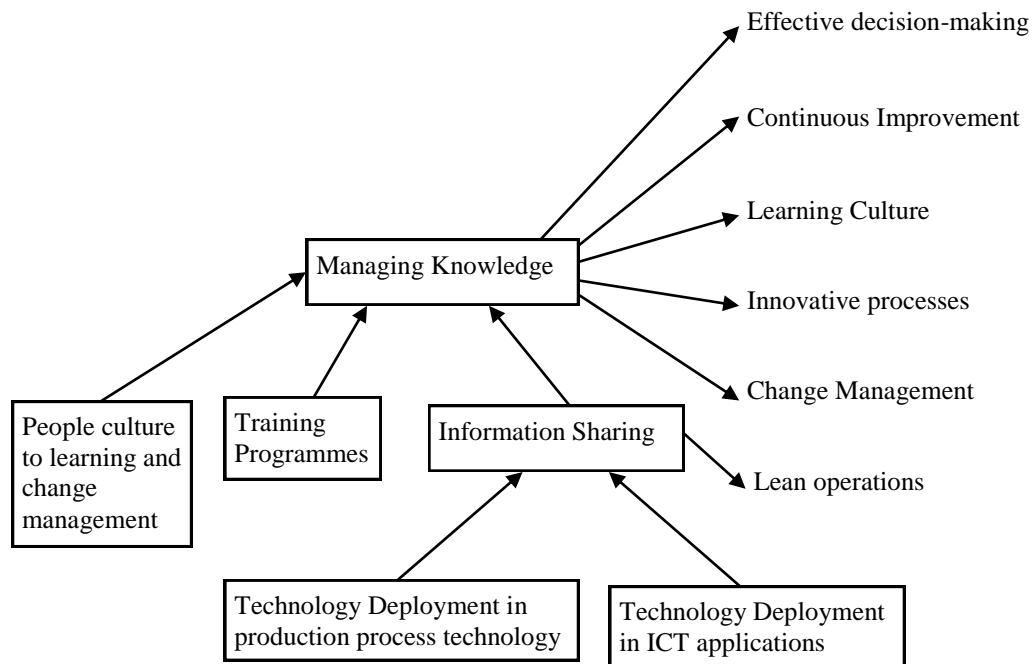 Effective decision-making
Continuous Improvement
Learning Culture
Managing Knowledge
Innovative processes
Change Management
People culture
to learning and
change
management
Training
Programmes
Information Sharing
Lean operations
Technology Deployment in
production process technology
Technology Deployment
in ICT applications